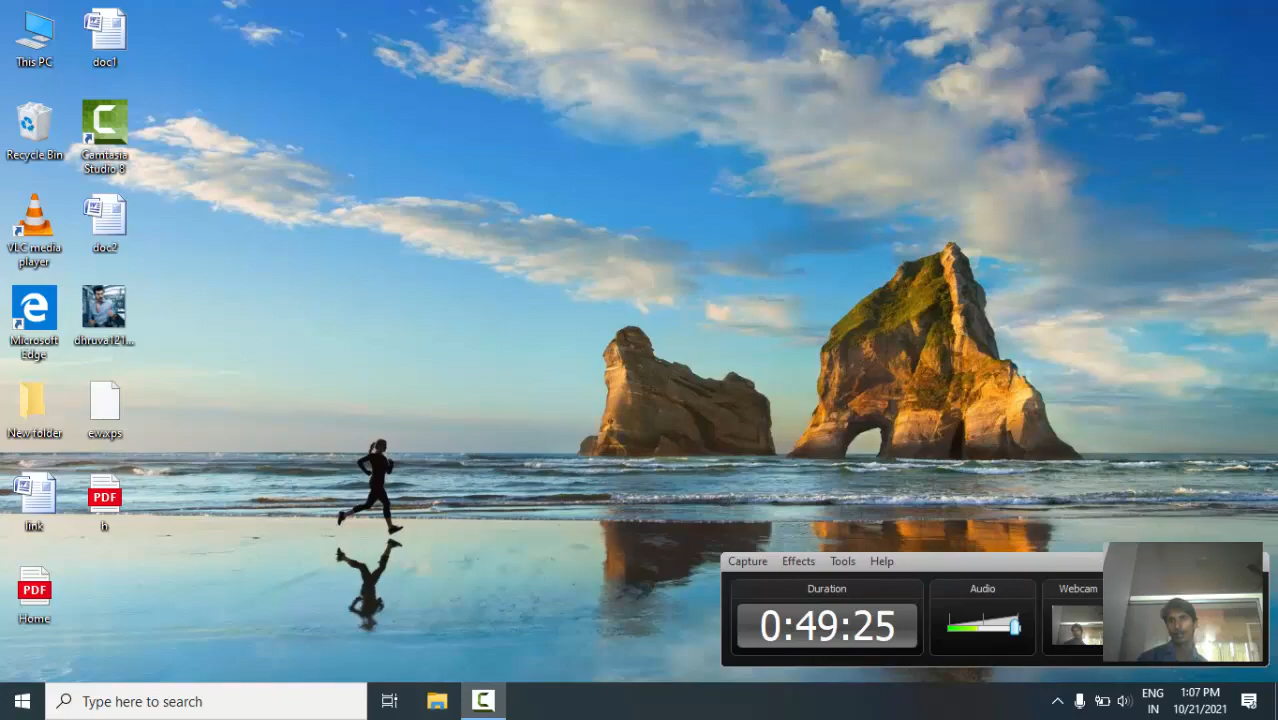 This PC
doc1
Recycle Bin
Camtasia
Studio 8
VLC media
player
doc2
Microsoft
Edge
dhruva121...
New folder
ew.xps
link
PDF
h
PDF
Home
Capture Effects Tools Help
Duration
Audio
Webcam
0:49:25
Type here to search
ENG
IN
1:07 PM
10/21/2021